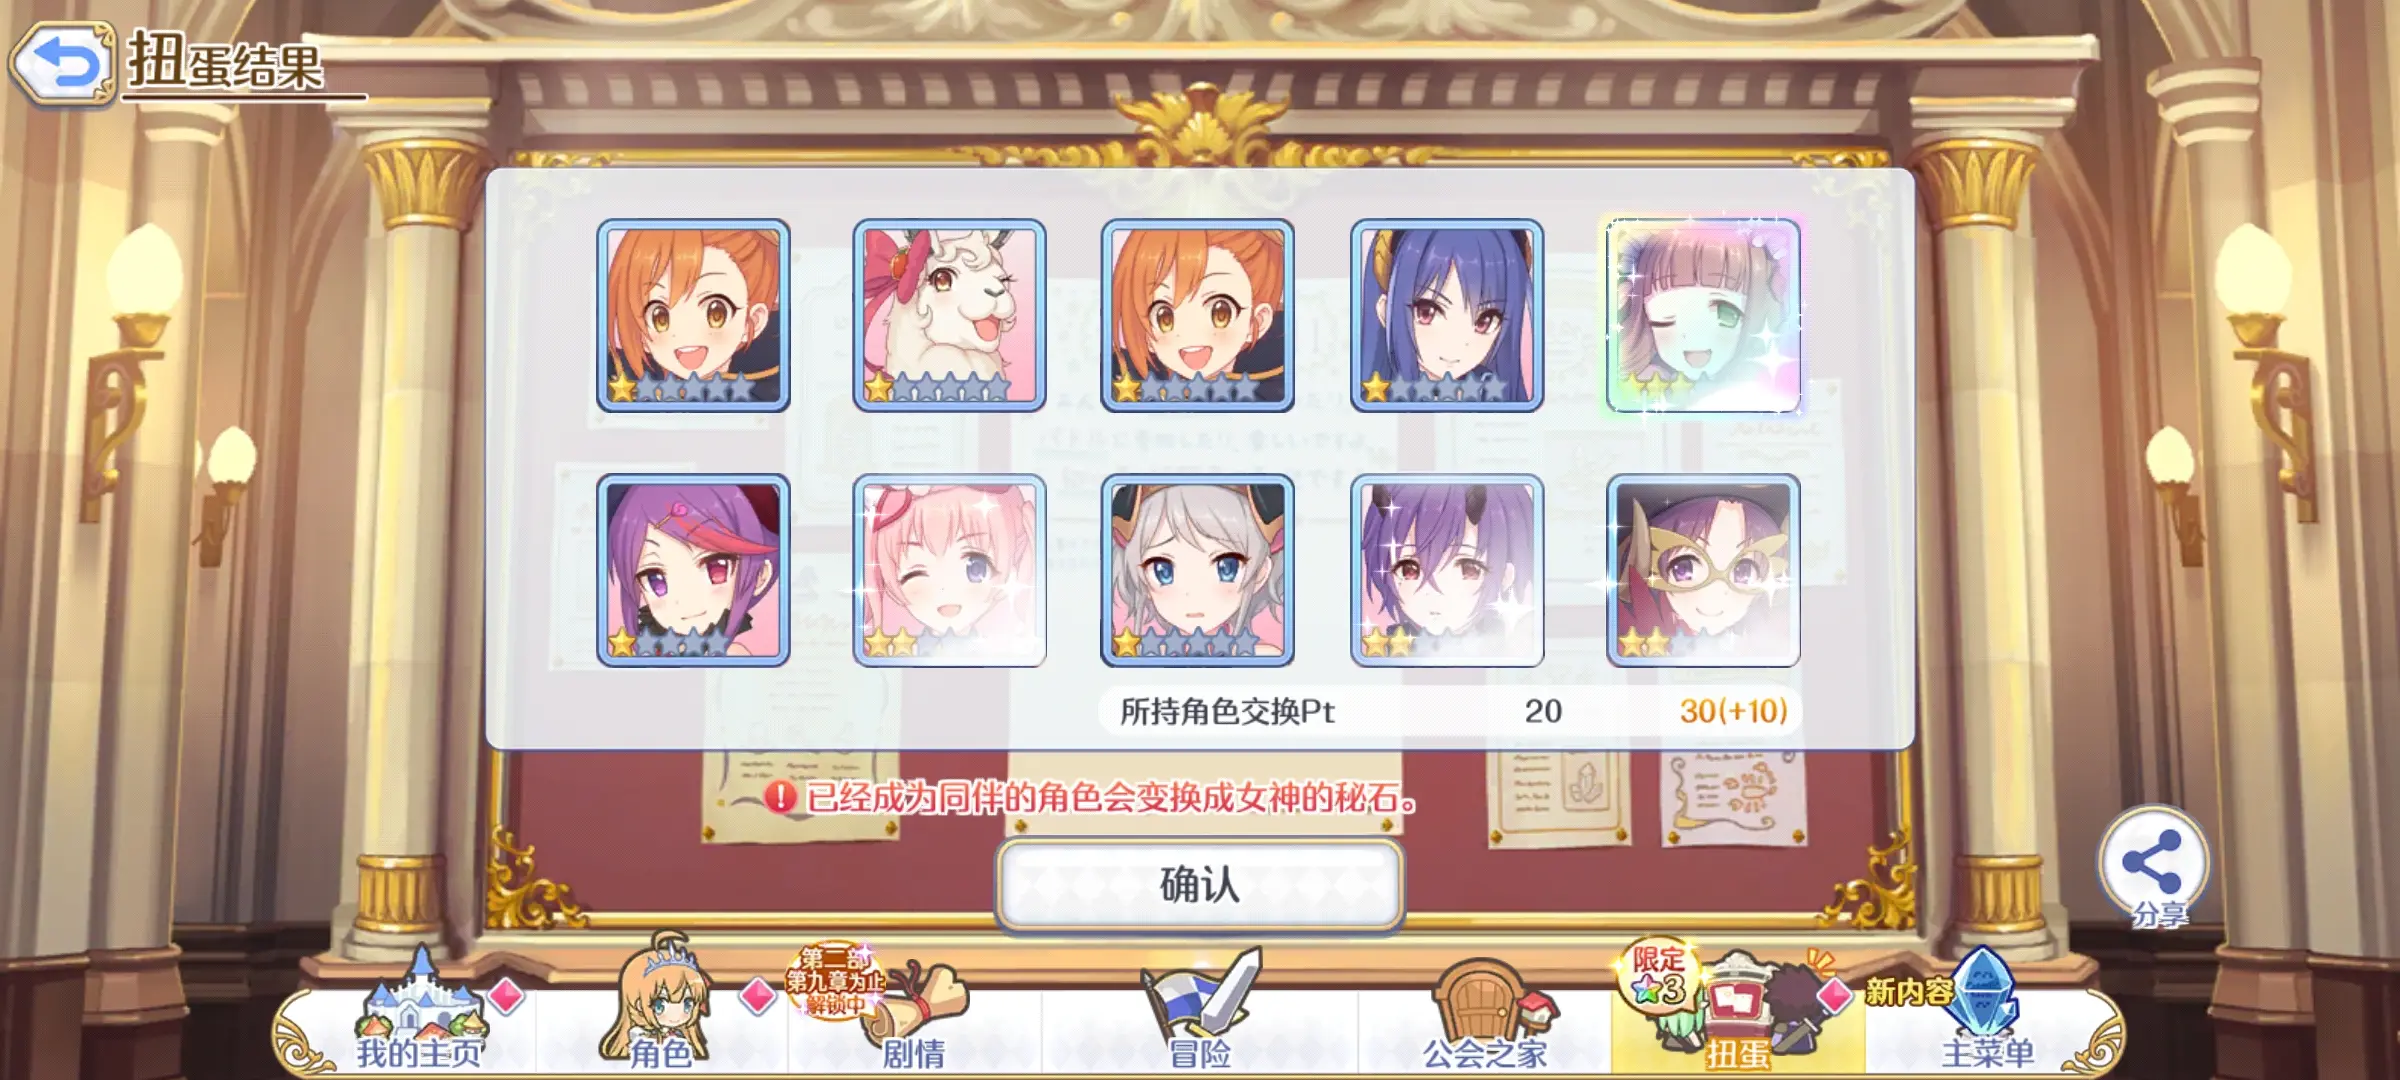 扭蛋结果
所持角色交换Pt 20 30(+10)
已经成为同伴的角色会变换成女神的秘石。
确认
分享
第二部
第九章为止
解锁中
限定
3
新内容
我的主页
角色
剧情
冒险
公会之家
扭蛋
主菜单